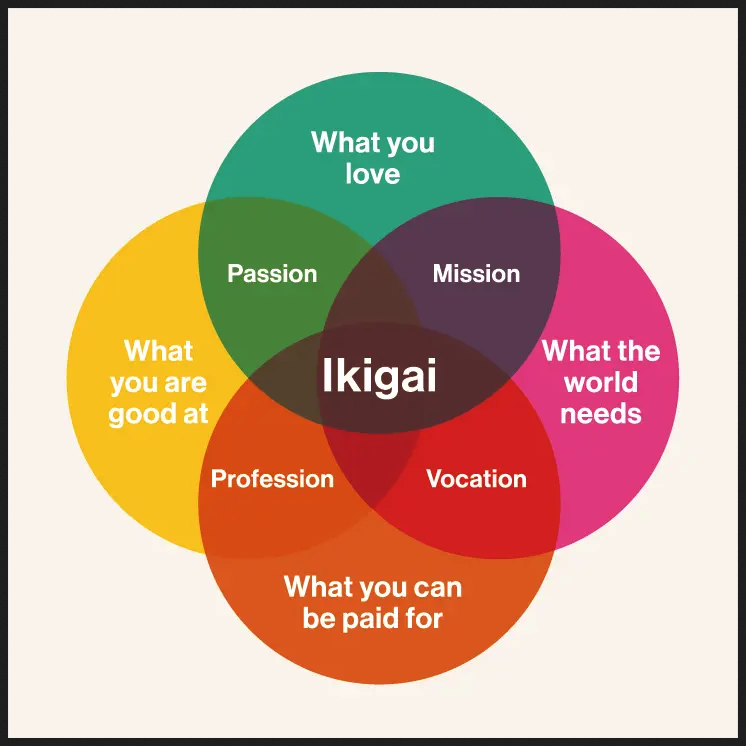 What you
love
Passion
Mission
What
you are
good at
Ikigai
What the
world
needs
Profession
Vocation
What you can
be paid for